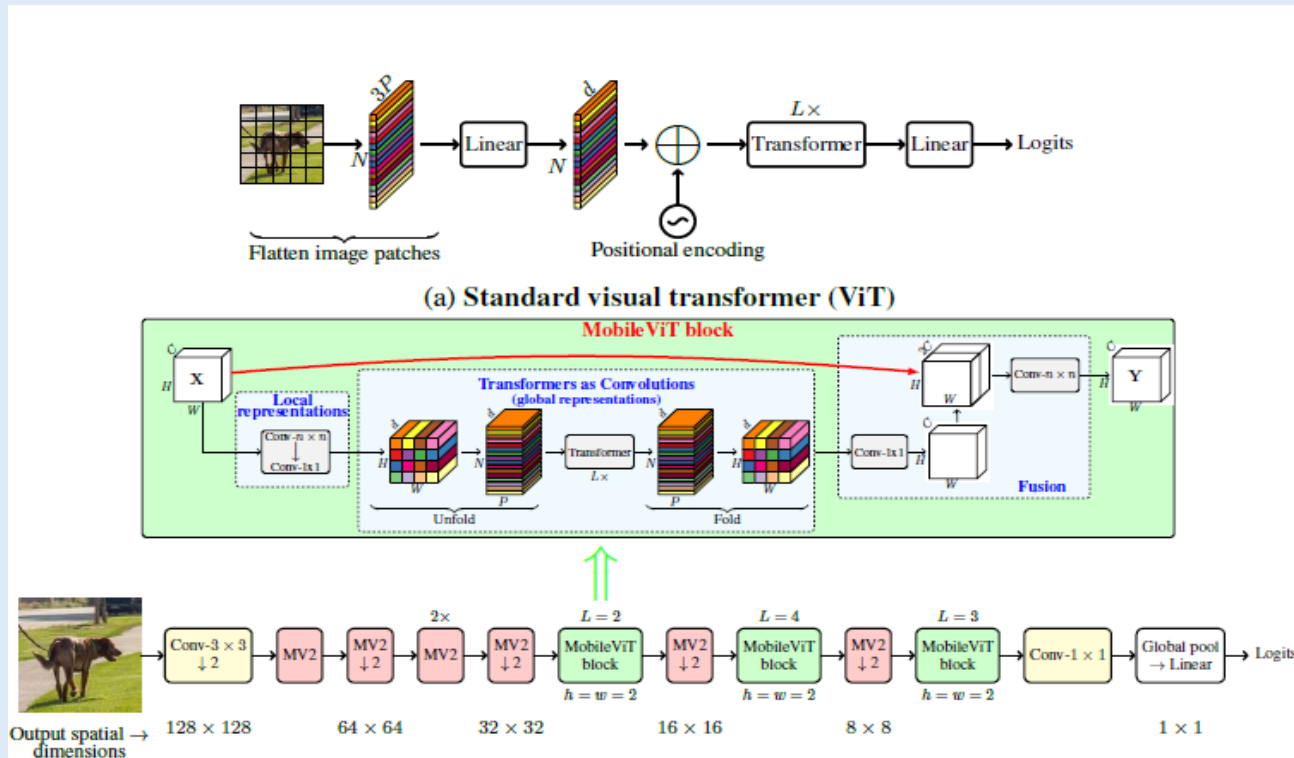 3P
N
Linear
d
N
L×
Transformer
Linear
Logits
Flatten image patches
Positional encoding
(a) Standard visual transformer (ViT)
MobileViT block
C
H
X
W
Local
representations
Conv-n × n
↓
Conv-1x1
Transformers as Convolutions
(global representations)
d
H
W
Unfold
d
N
P
Transformer
L×
d
N
P
Fold
H
W
Conv-1x1
C
H
W
H
W
Conv-n × n
Fusion
C
H
Y
W
2×
L = 2
L = 4
L = 3
Conv-3 × 3
↓ 2
MV2
MV2
↓ 2
MV2
MV2
↓ 2
MobileViT
block
MV2
↓ 2
MobileViT
block
MV2
↓ 2
MobileViT
block
Conv-1 × 1
Global pool
→ Linear
Logits
h = w = 2
h = w = 2
h = w = 2
Output spatial →
dimensions
128 × 128
64 × 64
32 × 32
16 × 16
8 × 8
1 × 1